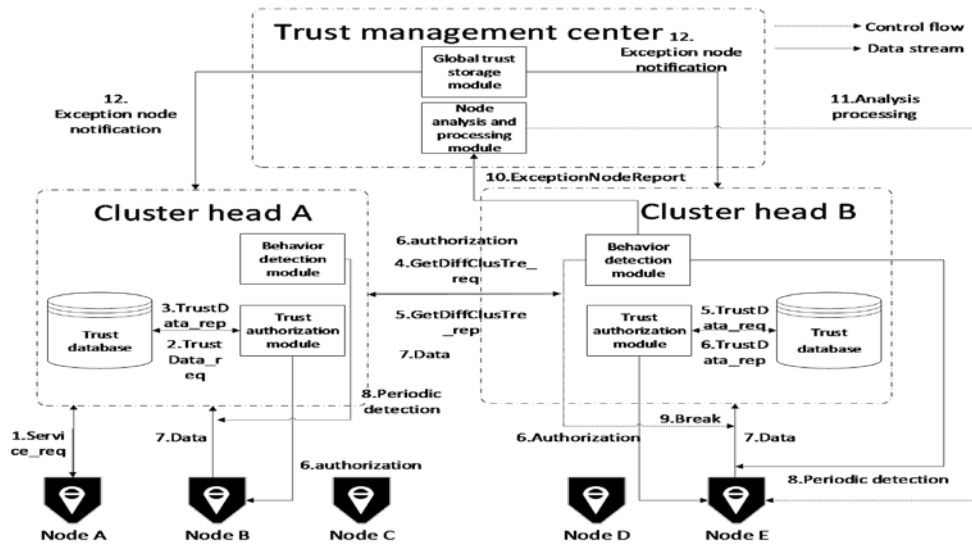 Trust management center
12.
Exception node
notification
Control flow
Data stream
Global trust
storage
module
Node
analysis and
processing
module
12.
Exception node
notification
11.Analysis
processing
10.ExceptionNodeReport
Cluster head A
Behavior
detection
module
Trust
database
3.TrustD
ata_rep
2.Trust
Data_r
eq
Trust
authorization
module
6.authorization
4.GetDiffClusTre_
req
5.GetDiffClusTre
_rep
7.Data
Cluster head B
Behavior
detection
module
Trust
authorization
module
5.TrustD
ata_req
6.TrustD
ata_rep
Trust
database
8.Periodic
detection
1.Servi
ce_req
7.Data
6.authorization
6.Authorization
9.Break
7.Data
8.Periodic detection
Node A
Node B
Node C
Node D
Node E